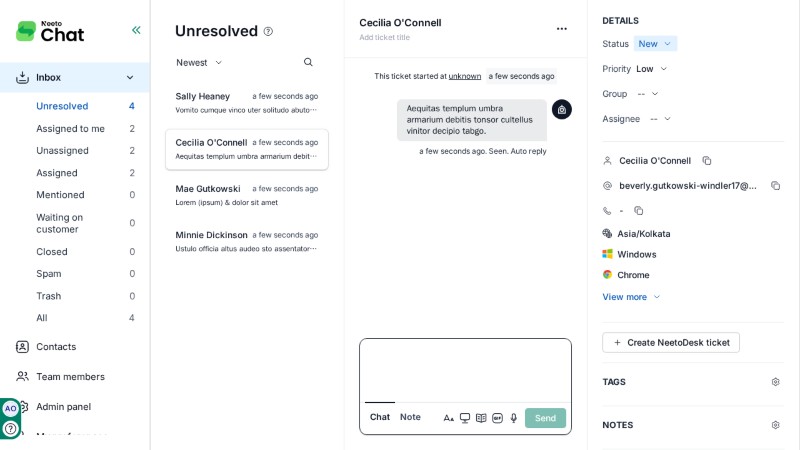 Neeto
Chat
Inbox
Unresolved 4
Assigned to me 2
Unassigned 2
Assigned 2
Mentioned 0
Waiting on
customer 0
Closed 0
Spam 0
Trash 0
All 4
Contacts
Team members
Admin panel
AO
Unresolved
Newest
Sally Heaney a few seconds ago
Vomito cumque vinco uter solitudo abuto···
Cecilia O'Connell a few seconds ago
Aequitas templum umbra armarium debit···
Mae Gutkowski a few seconds ago
Lorem (ipsum) & dolor sit amet
Minnie Dickinson a few seconds ago
Ustulo officia altus audeo sto assentator···
Cecilia O'Connell
Add ticket title
This ticket started at unknown a few seconds ago
Aequitas templum umbra
armarium debitis tonsor cultellus
vinitor decipio tabgo.
a few seconds ago. Seen. Auto reply
Chat Note
GIF
Send
DETAILS
Status New
Priority Low
Group --
Assignee --
Cecilia O'Connell
beverly.gutkowski-windler17@...
-
Asia/Kolkata
Windows
Chrome
View more
+ Create NeetoDesk ticket
TAGS
NOTES